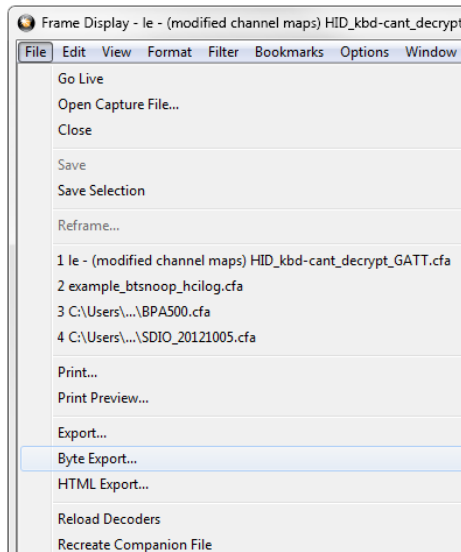 Frame Display - le - (modified channel maps) HID_kbd-cant_decrypt
File Edit View Format Filter Bookmarks Options Window
Go Live
Open Capture File...
Close
Save
Save Selection
Reframe...
1 le - (modified channel maps) HID_kbd-cant_decrypt_GATT.cfa
2 example_btsnoop_hcilog.cfa
3 C:\Users\...\BPA500.cfa
4 C:\Users\...\SDIO_20121005.cfa
Print...
Print Preview...
Export...
Byte Export...
HTML Export...
Reload Decoders
Recreate Companion File